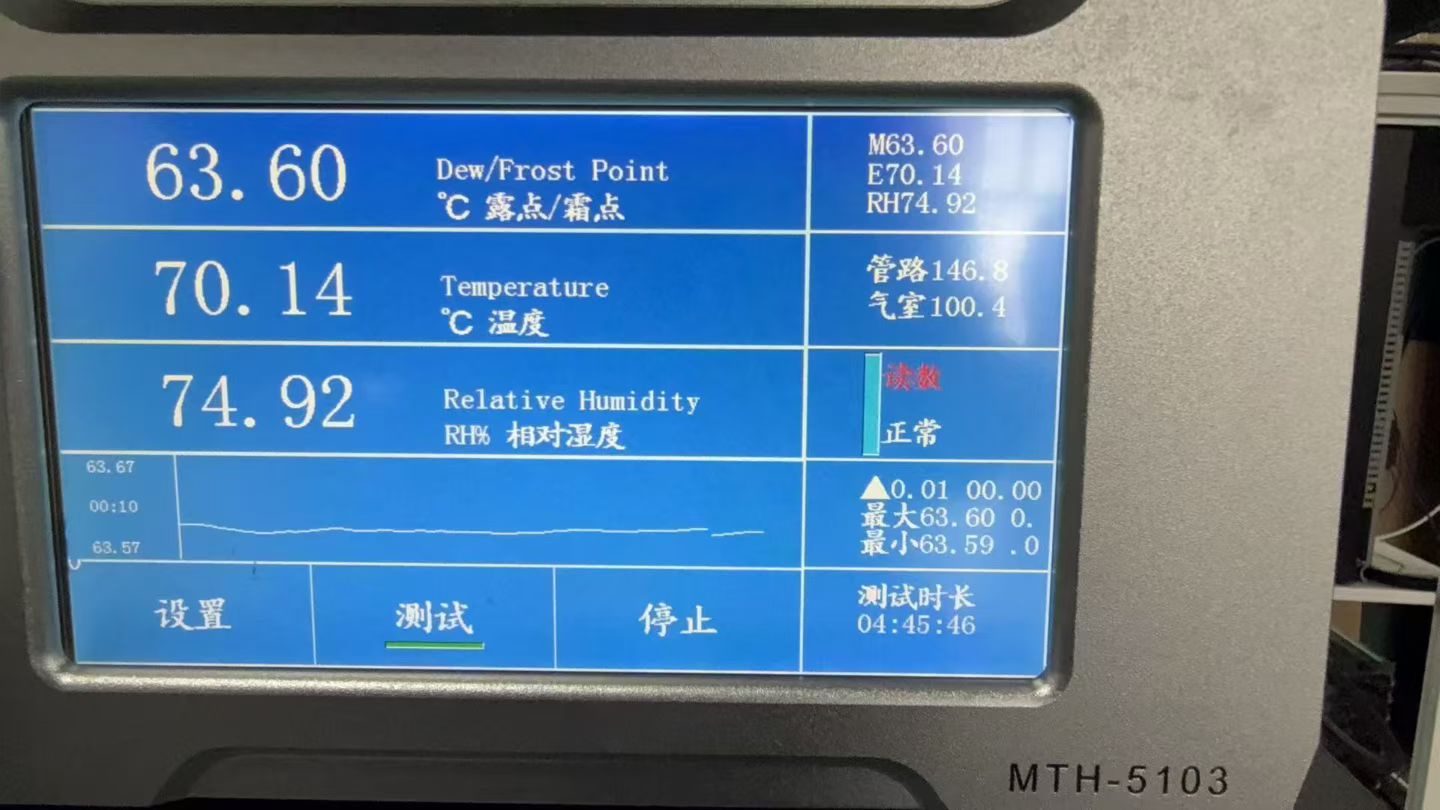 63.60
Dew/Frost Point
℃ 露点/霜点
M63.60
E70.14
RH74.92
70.14
Temperature
℃ 温度
管路146.8
气室100.4
74.92
Relative Humidity
RH% 相对湿度
读数
正常
63.67
00:10
63.57
▲0.01 00.00
最大63.60 0.
最小63.59 .0
设置
测试
停止
测试时长
04:45:46
MTH-5103